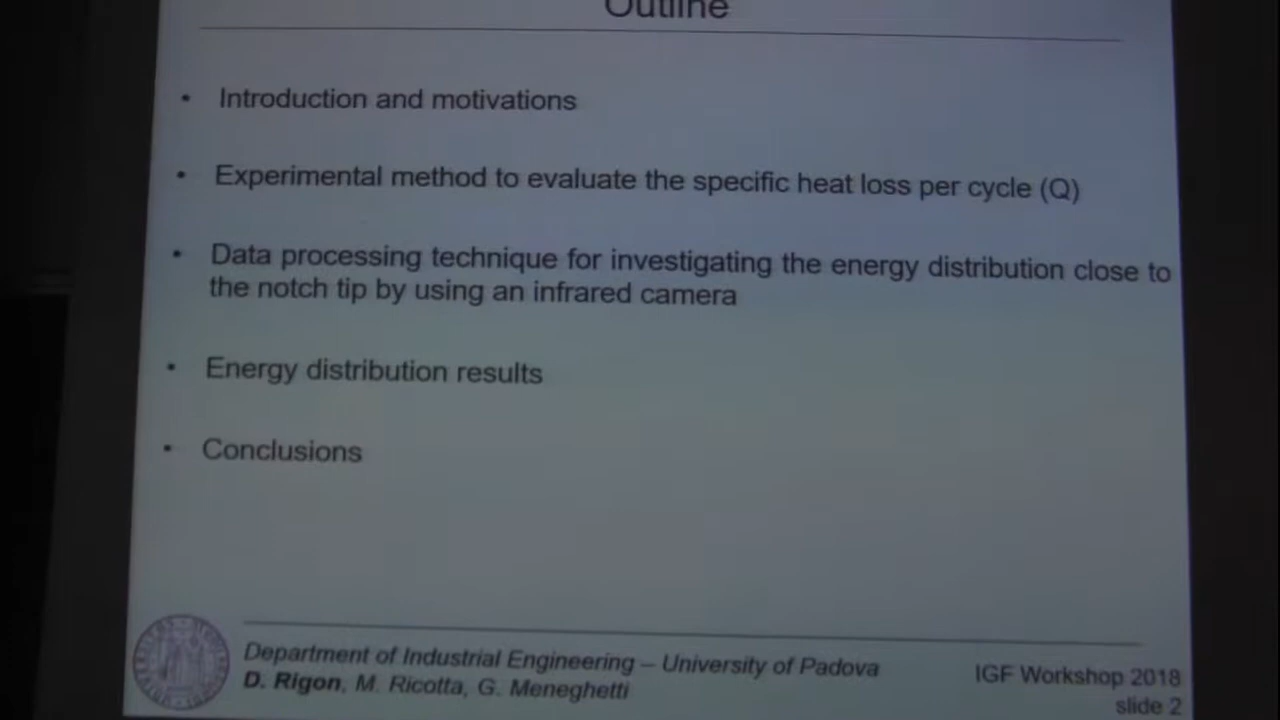 Outline
• Introduction and motivations
• Experimental method to evaluate the specific heat loss per cycle (Q)
• Data processing technique for investigating the energy distribution close to
the notch tip by using an infrared camera
• Energy distribution results
• Conclusions
Department of Industrial Engineering – University of Padova
D. Rigon, M. Ricotta, G. Meneghetti
IGF Workshop 2018
slide 2